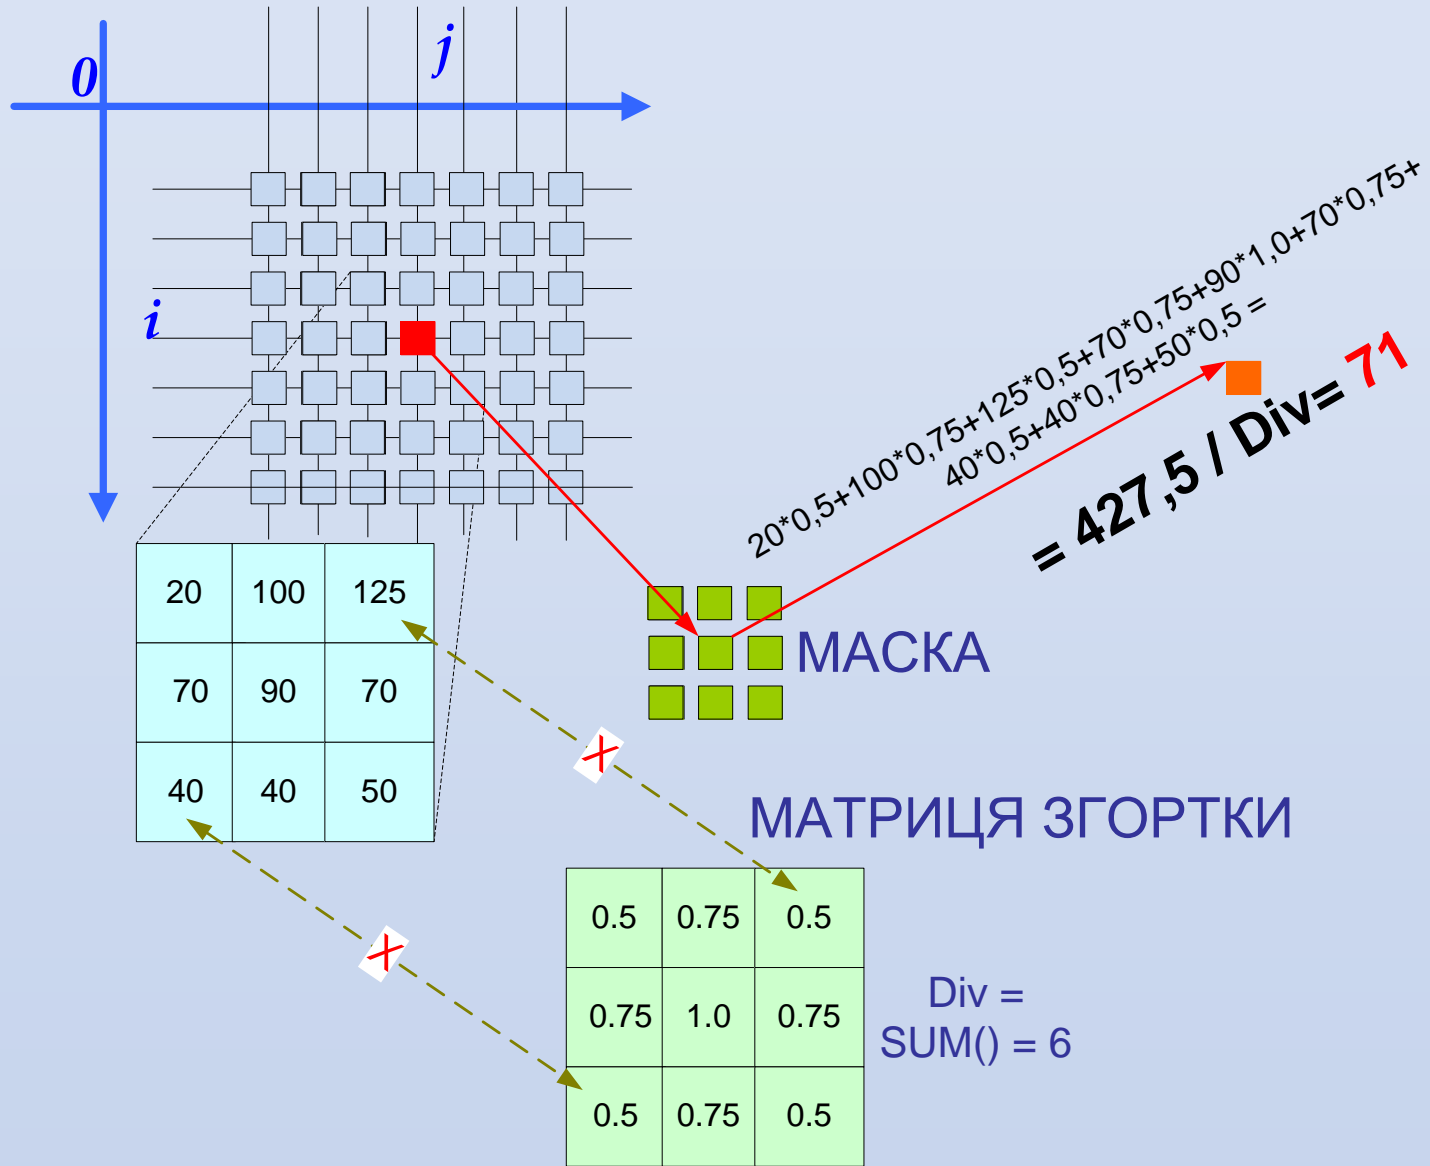 j
0
i
20*0,5+100*0,75+125*0,5+70*0,75+90*1,0+70*0,75+
40*0,5+40*0,75+50*0,5 =
= 427,5 / Div= 71
20 100 125
70 90 70
40 40 50
МАСКА
X
МАТРИЦЯ ЗГОРТКИ
X
0.5 0.75 0.5
0.75 1.0 0.75
0.5 0.75 0.5
Div =
SUM() = 6